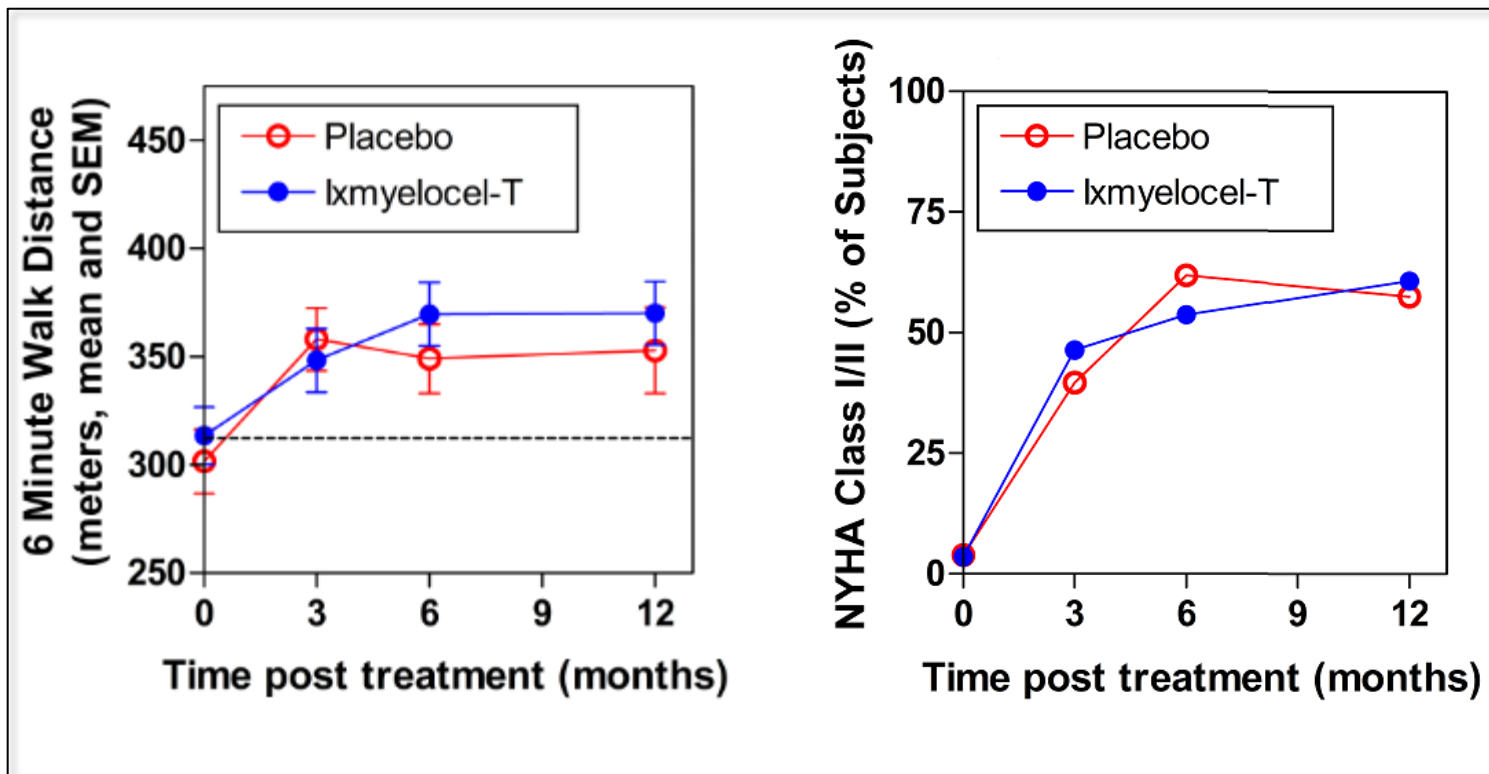 6 Minute Walk Distance
(meters, mean and SEM)
450
400
350
300
250
Placebo
Ixmyelocel-T
0 3 6 9 12
Time post treatment (months)
NYHA Class I/II (% of Subjects)
100
75
50
25
0
Placebo
Ixmyelocel-T
0 3 6 9 12
Time post treatment (months)